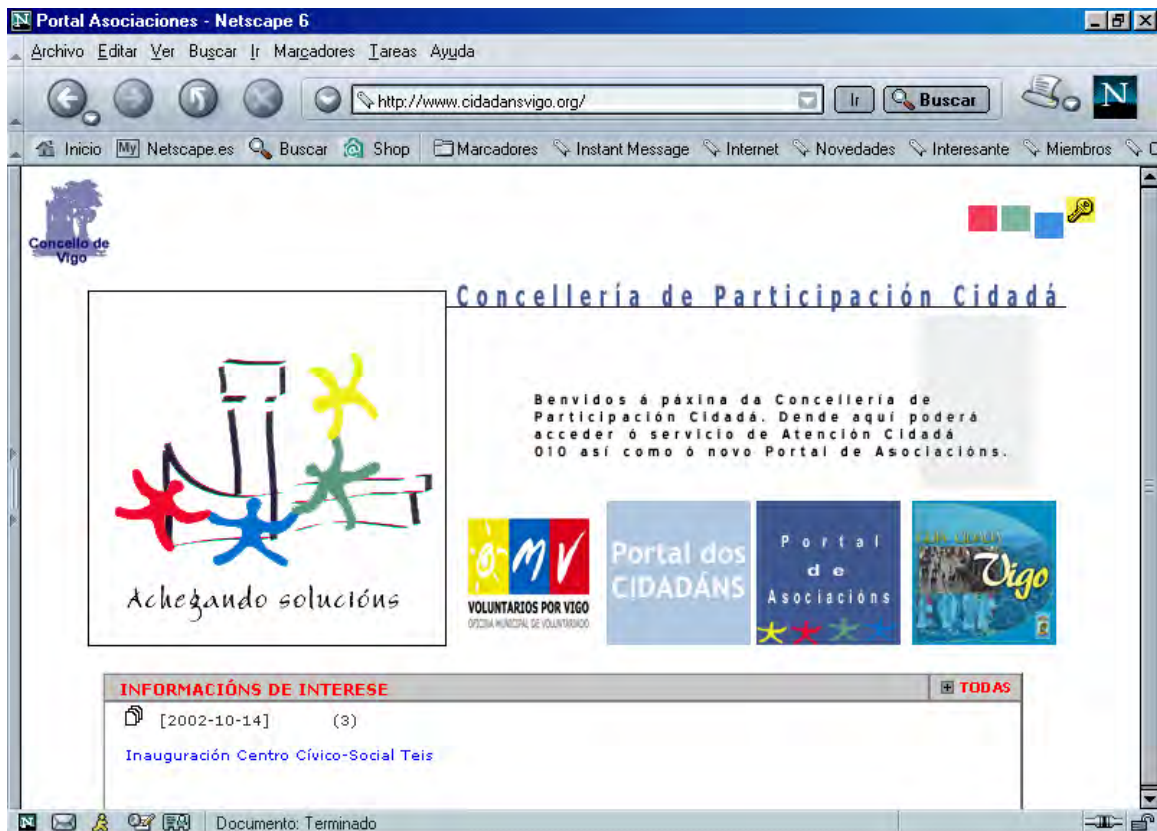 Portal Asociaciones - Netscape 6
Archivo Editar Ver Buscar Ir Marcadores Tareas Ayuda
http://www.cidadansvigo.org/ Ir Buscar N
Inicio My Netscape.es Buscar Shop Marcadores Instant Message Internet Novedades Interesante Miembros
Concello de
Vigo
Concellería de Participación Cidadá
Benvidos á páxina da Concellería de
Participación Cidadá. Dende aquí poderá
acceder ó servicio de Atención Cidadá
010 así como ó novo Portal de Asociacións.
Achegando solucións
OMV
VOLUNTARIOS POR VIGO
OFICINA MUNICIPAL DE VOLUNTARIADO
Portal dos
CIDADÁNS
Portal
de
Asociacións
GUÍA CIDADÁ
Vigo
INFORMACIÓNS DE INTERESE TODAS
[2002-10-14] (3)
Inauguración Centro Cívico-Social Teis
Documento: Terminado